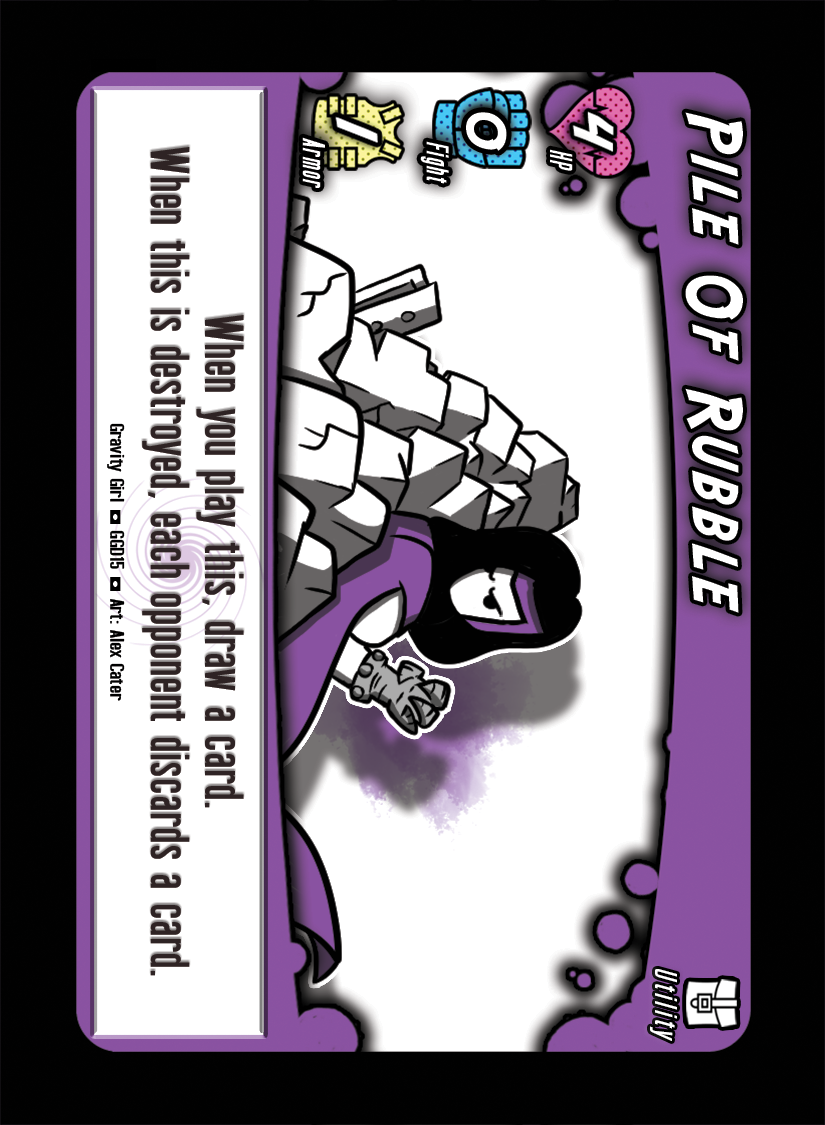 Pile Of Rubble
Utility
4
HP
0
Fight
1
Armor
When you play this, draw a card.
When this is destroyed, each opponent discards a card.
Gravity Girl ◘ GGD15 ◘ Art: Alex Cater